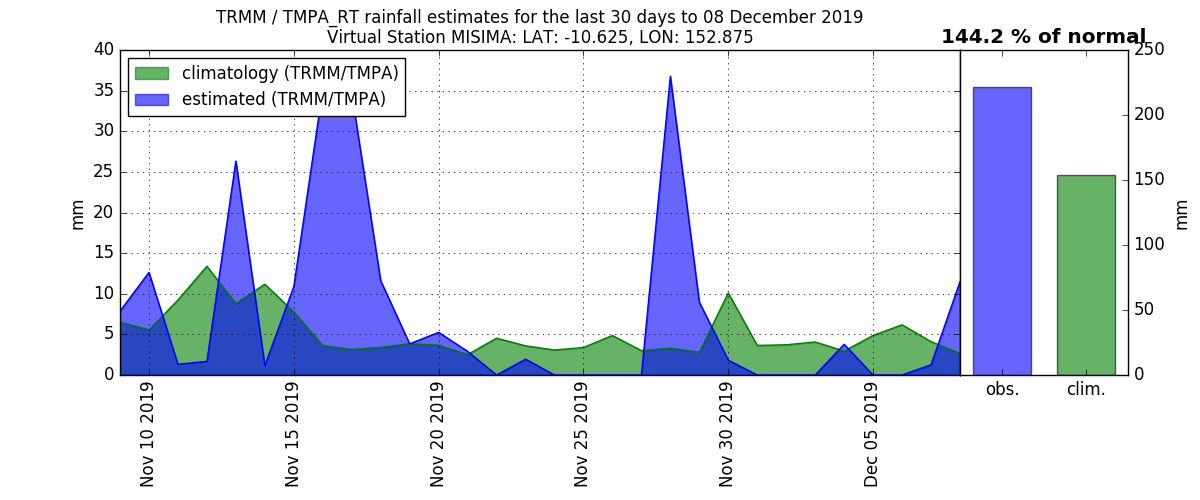 TRMM / TMPA_RT rainfall estimates for the last 30 days to 08 December 2019
Virtual Station MISIMA: LAT: -10.625, LON: 152.875
144.2 % of normal
climatology (TRMM/TMPA)
estimated (TRMM/TMPA)
40
35
30
25
20
15
10
5
0
mm
Nov 10 2019
Nov 15 2019
Nov 20 2019
Nov 25 2019
Nov 30 2019
Dec 05 2019
250
200
150
100
50
0
mm
obs.
clim.